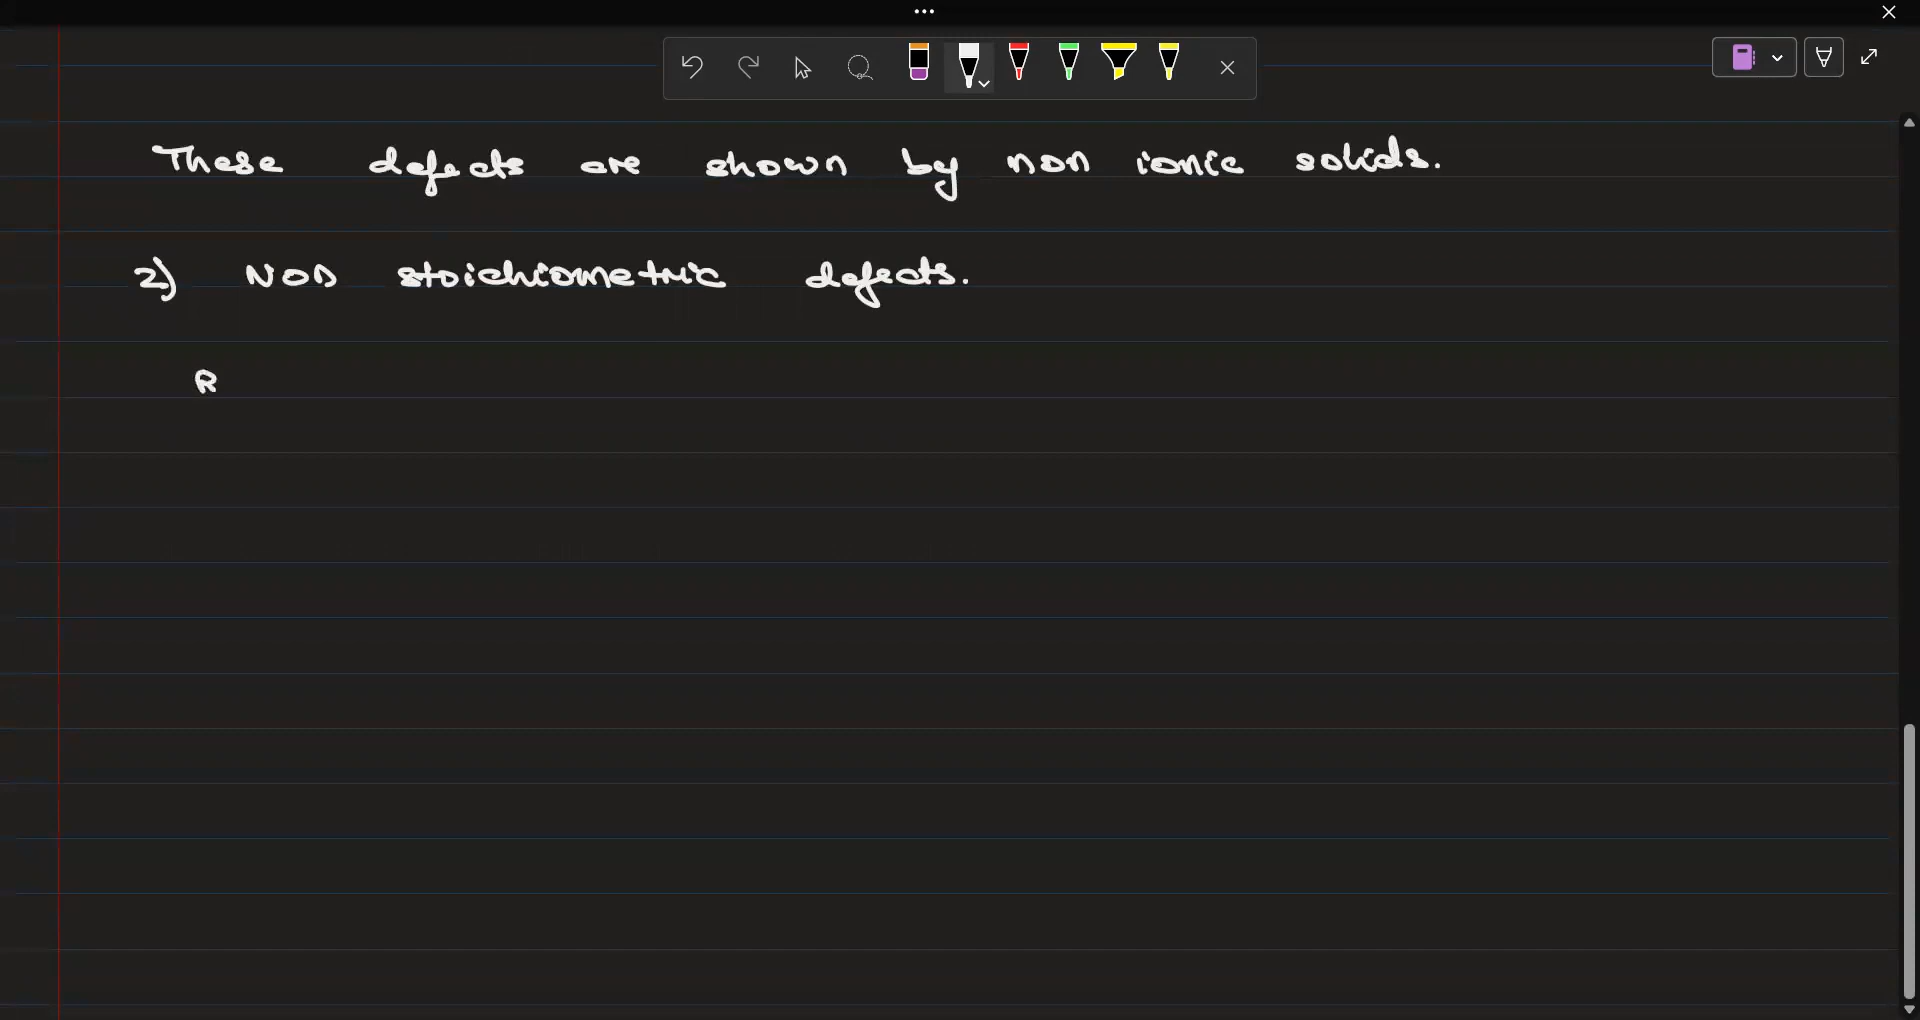 These defects are shown by non ionic solids.
2) Non stoichiometric defects.
R